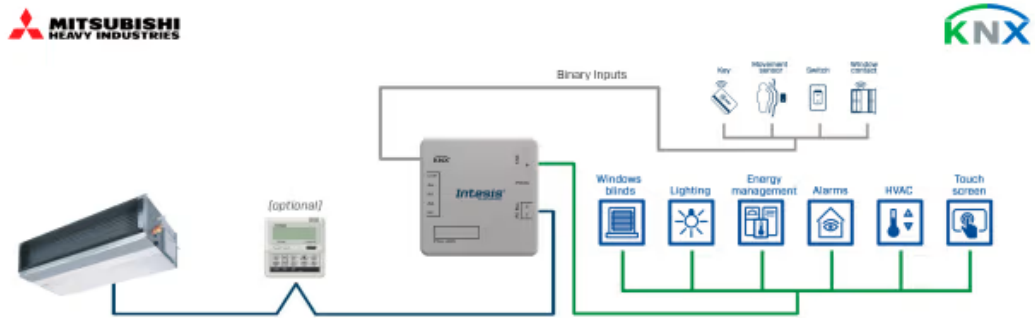 MITSUBISHI
HEAVY INDUSTRIES
KNX
Binary Inputs
Key
Movement
sensor
Switch
Window
contact
KNX
Intesis
(optional)
Windows
blinds
Lighting
Energy
management
Alarms
HVAC
Touch
screen